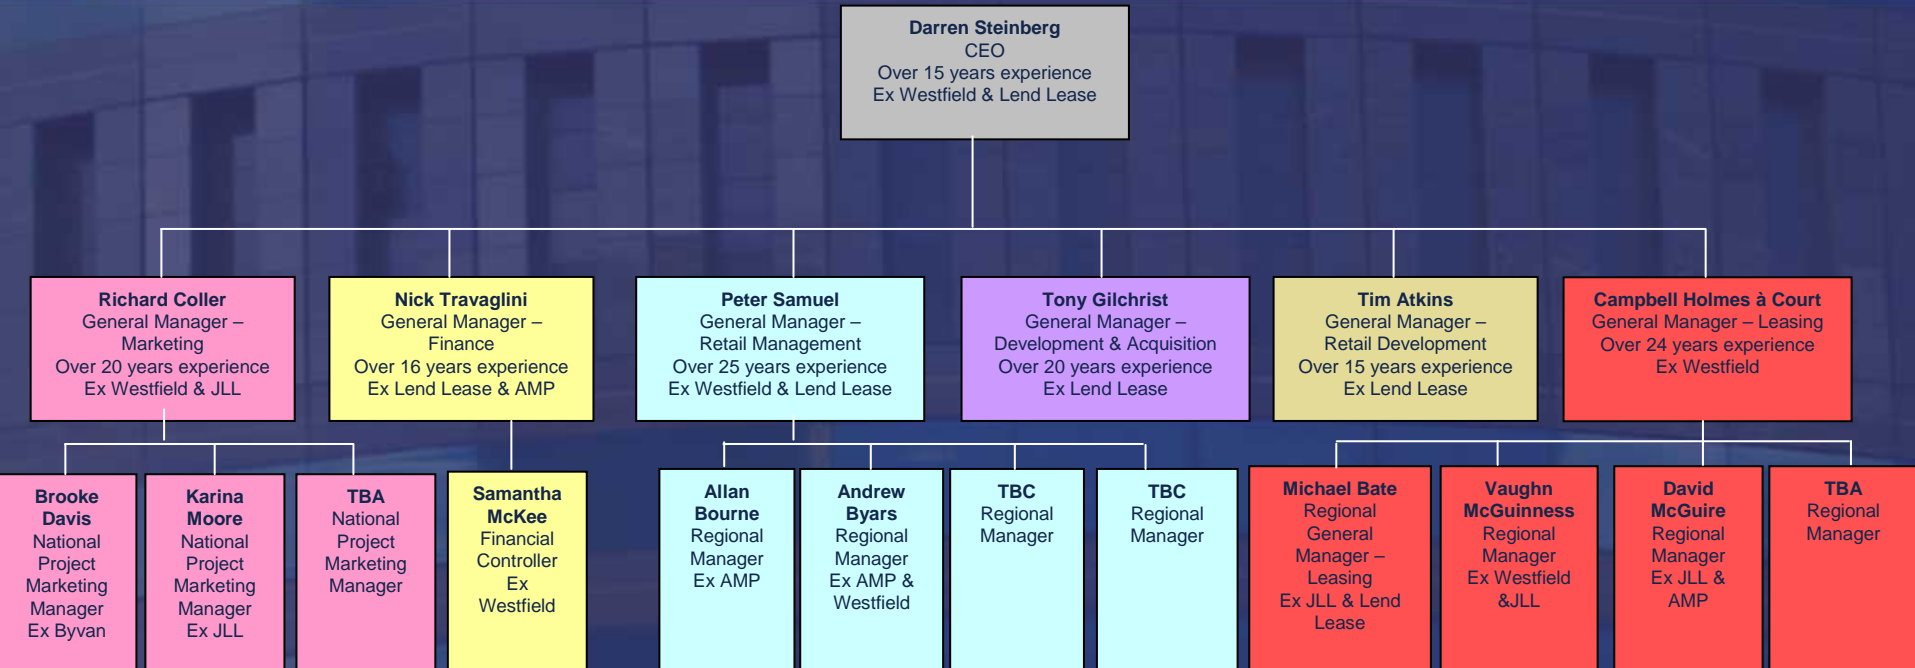 Darren Steinberg
CEO
Over 15 years experience
Ex Westfield & Lend Lease
Richard Coller
General Manager –
Marketing
Over 20 years experience
Ex Westfield & JLL
Nick Travaglini
General Manager –
Finance
Over 16 years experience
Ex Lend Lease & AMP
Peter Samuel
General Manager –
Retail Management
Over 25 years experience
Ex Westfield & Lend Lease
Tony Gilchrist
General Manager –
Development & Acquisition
Over 20 years experience
Ex Lend Lease
Tim Atkins
General Manager –
Retail Development
Over 15 years experience
Ex Lend Lease
Campbell Holmes à Court
General Manager – Leasing
Over 24 years experience
Ex Westfield
Brooke
Davis
National
Project
Marketing
Manager
Ex Byvan
Karina
Moore
National
Project
Marketing
Manager
Ex JLL
TBA
National
Project
Marketing
Manager
Samantha
McKee
Financial
Controller
Ex
Westfield
Allan
Bourne
Regional
Manager
Ex AMP
Andrew
Byars
Regional
Manager
Ex AMP &
Westfield
TBC
Regional
Manager
TBC
Regional
Manager
Michael Bate
Regional
General
Manager –
Leasing
Ex JLL & Lend
Lease
Vaughn
McGuinness
Regional
Manager
Ex Westfield
&JLL
David
McGuire
Regional
Manager
Ex JLL &
AMP
TBA
Regional
Manager